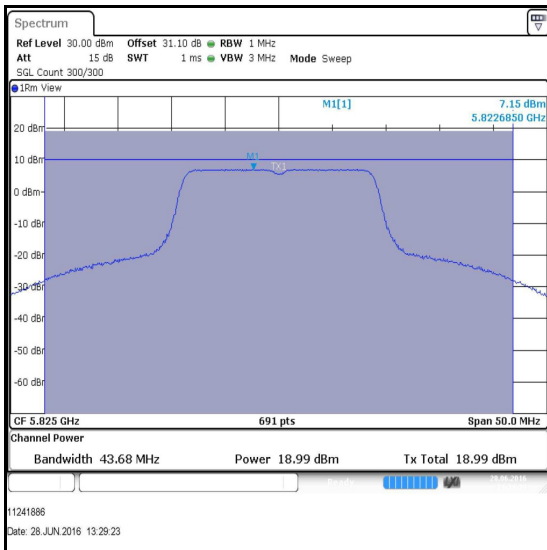 Spectrum
Ref Level 30.00 dBm Offset 31.10 dB RBW 1 MHz
Att 15 dB SWT 1 ms VBW 3 MHz Mode Sweep
SGL Count 300/300
1Rm View
M1[1] 7.15 dBm
5.8226850 GHz
20 dBm
M1
10 dBm
TX1
0 dBm
-10 dBm
-20 dBm
-30 dBm
-40 dBm
-50 dBm
-60 dBm
CF 5.825 GHz 691 pts Span 50.0 MHz
Channel Power
Bandwidth 43.68 MHz Power 18.99 dBm Tx Total 18.99 dBm
Ready 28.06.2016
11241886
Date: 28.JUN.2016 13:29:23